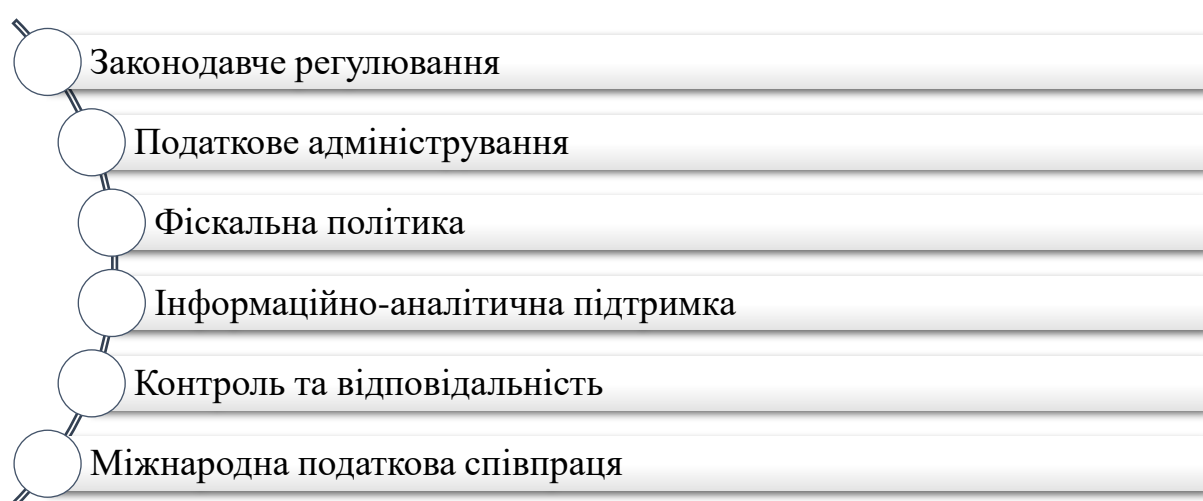 Законодавче регулювання
Податкове адміністрування
Фіскальна політика
Інформаційно-аналітична підтримка
Контроль та відповідальність
Міжнародна податкова співпраця